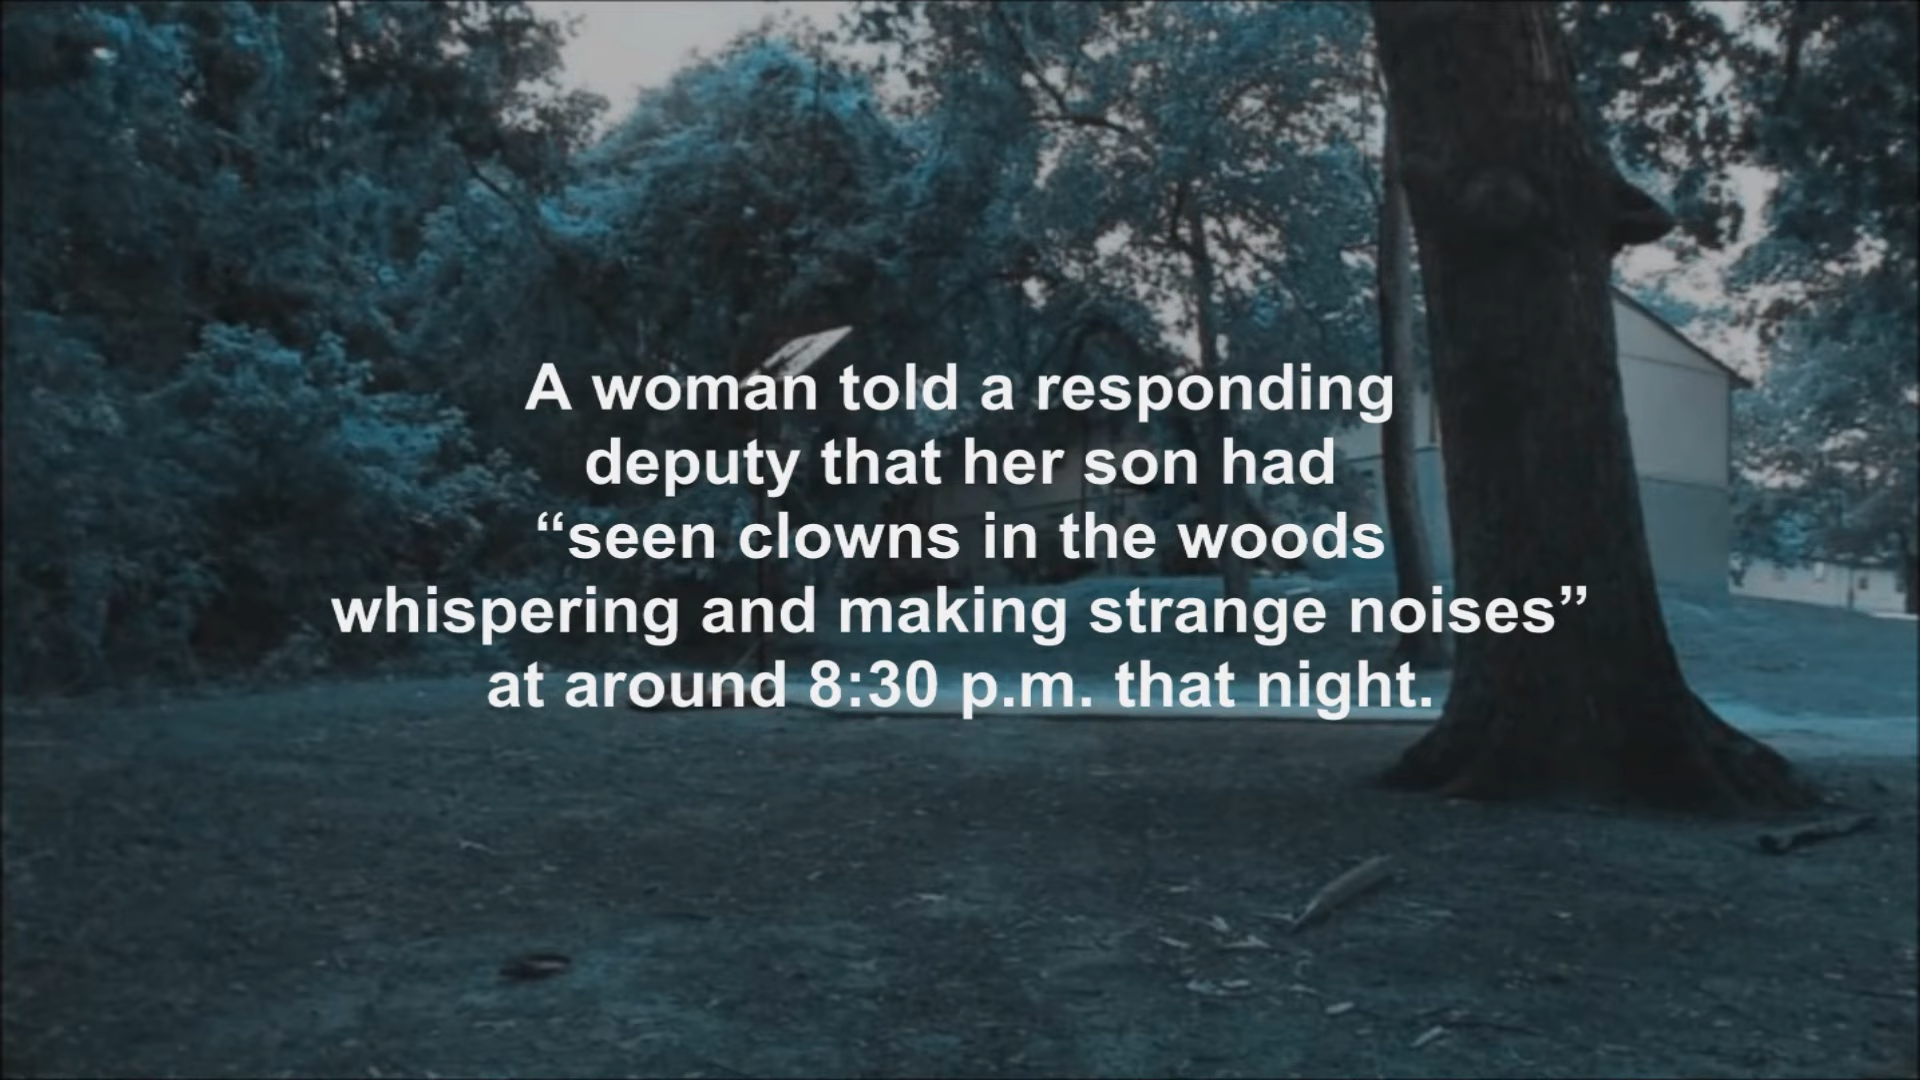 A woman told a responding
deputy that her son had
“seen clowns in the woods
whispering and making strange noises”
at around 8:30 p.m. that night.